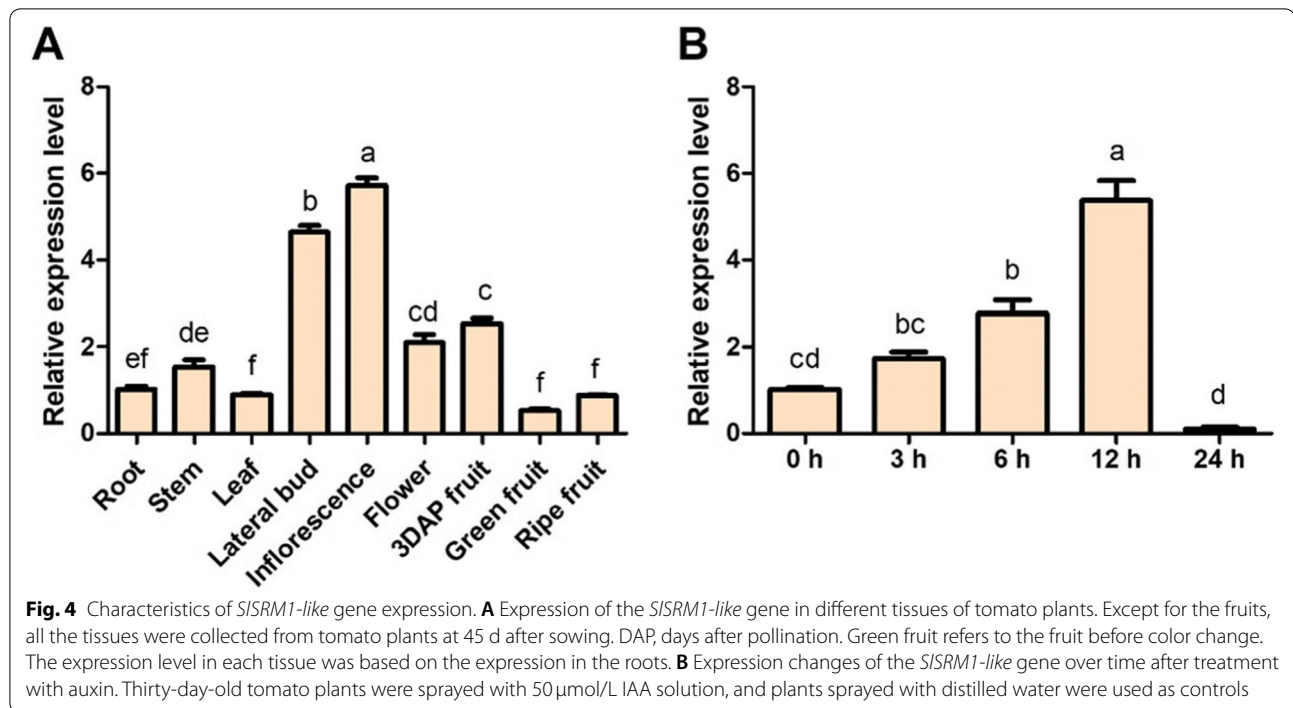 A
Relative expression level
8
6
4
2
0
ef
de
f
b
a
cd
c
f
f
Root
Stem
Leaf
Lateral bud
Inflorescence
Flower
3DAP fruit
Green fruit
Ripe fruit
B
Relative expression level
8
6
4
2
0
cd
bc
b
a
d
0 h
3 h
6 h
12 h
24 h
Fig. 4 Characteristics of SlSRM1-like gene expression. A Expression of the SlSRM1-like gene in different tissues of tomato plants. Except for the fruits,
all the tissues were collected from tomato plants at 45 d after sowing. DAP, days after pollination. Green fruit refers to the fruit before color change.
The expression level in each tissue was based on the expression in the roots. B Expression changes of the SlSRM1-like gene over time after treatment
with auxin. Thirty-day-old tomato plants were sprayed with 50 μmol/L IAA solution, and plants sprayed with distilled water were used as controls